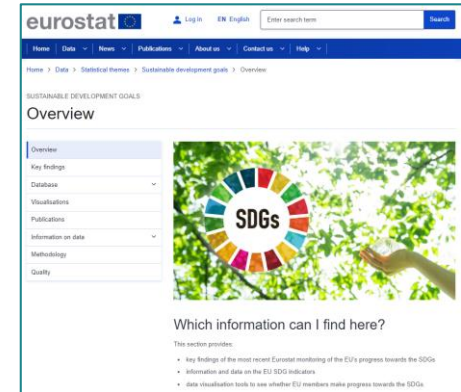 eurostat
Log in EN English Enter search term Search
Home Data News Publications About us Contact us Help
Home > Data > Statistical themes > Sustainable development goals > Overview
SUSTAINABLE DEVELOPMENT GOALS
Overview
Overview
Key findings
Database
Visualisations
Publications
Information on data
Methodology
Quality
SDGs
Which information can I find here?
This section provides:
• key findings of the most recent Eurostat monitoring of the EU's progress towards the SDGs
• information and data on the EU SDG indicators
• data visualisation tools to see whether EU members make progress towards the SDGs